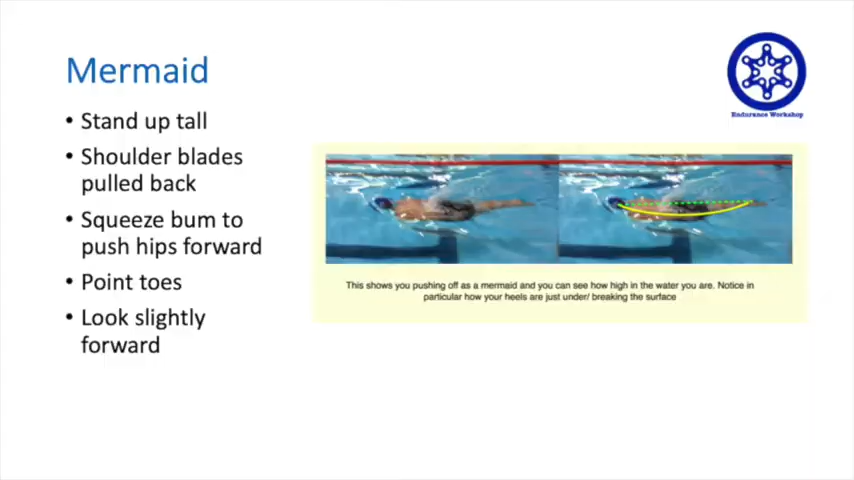 Mermaid
• Stand up tall
• Shoulder blades
pulled back
• Squeeze bum to
push hips forward
• Point toes
• Look slightly
forward
Endurance Workshop
This shows you pushing off as a mermaid and you can see how high in the water you are. Notice in
particular how your heels are just under/ breaking the surface